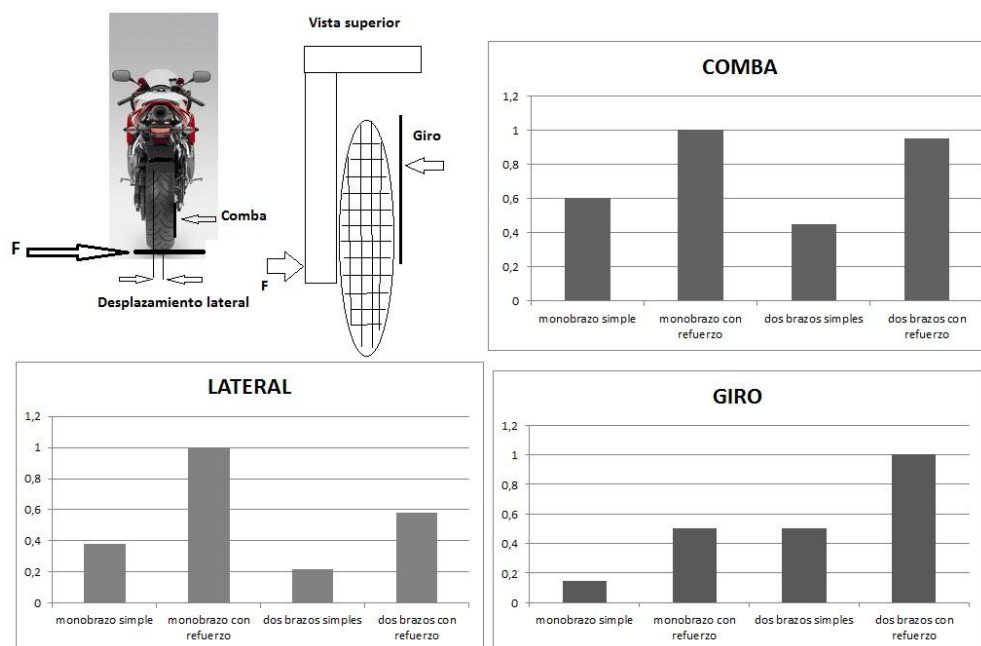 Vista superior
Giro
Comba
F
F
Desplazamiento lateral
COMBA
1,2
1
0,8
0,6
0,4
0,2
0
monobrazo simple
monobrazo con
refuerzo
dos brazos simples
dos brazos con
refuerzo
LATERAL
1,2
1
0,8
0,6
0,4
0,2
0
monobrazo simple
monobrazo con
refuerzo
dos brazos simples
dos brazos con
refuerzo
GIRO
1,2
1
0,8
0,6
0,4
0,2
0
monobrazo simple
monobrazo con
refuerzo
dos brazos simples
dos brazos con
refuerzo